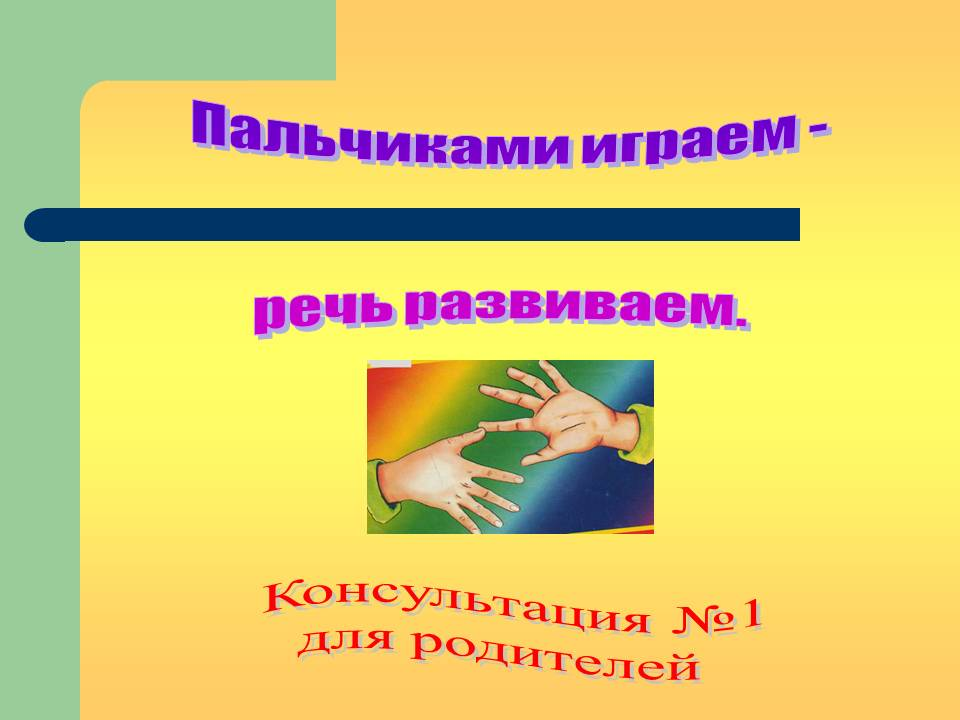 Пальчиками играем -
речь развиваем.
Консультация №1
для родителей